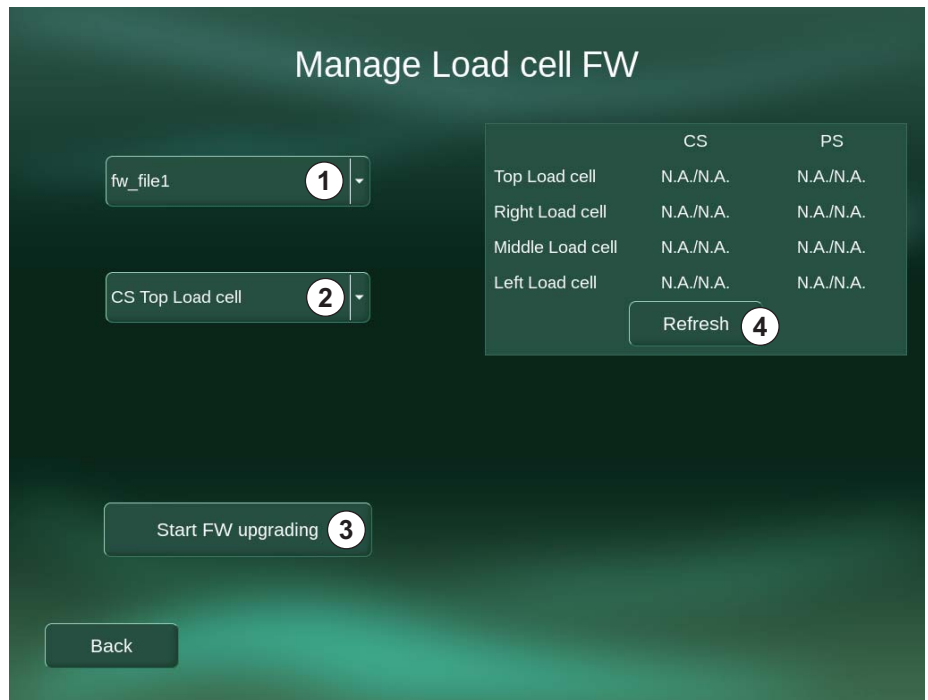 Manage Load cell FW
fw_file1 1
CS Top Load cell 2
CS PS
Top Load cell N.A./N.A. N.A./N.A.
Right Load cell N.A./N.A. N.A./N.A.
Middle Load cell N.A./N.A. N.A./N.A.
Left Load cell N.A./N.A. N.A./N.A.
Refresh 4
Start FW upgrading 3
Back